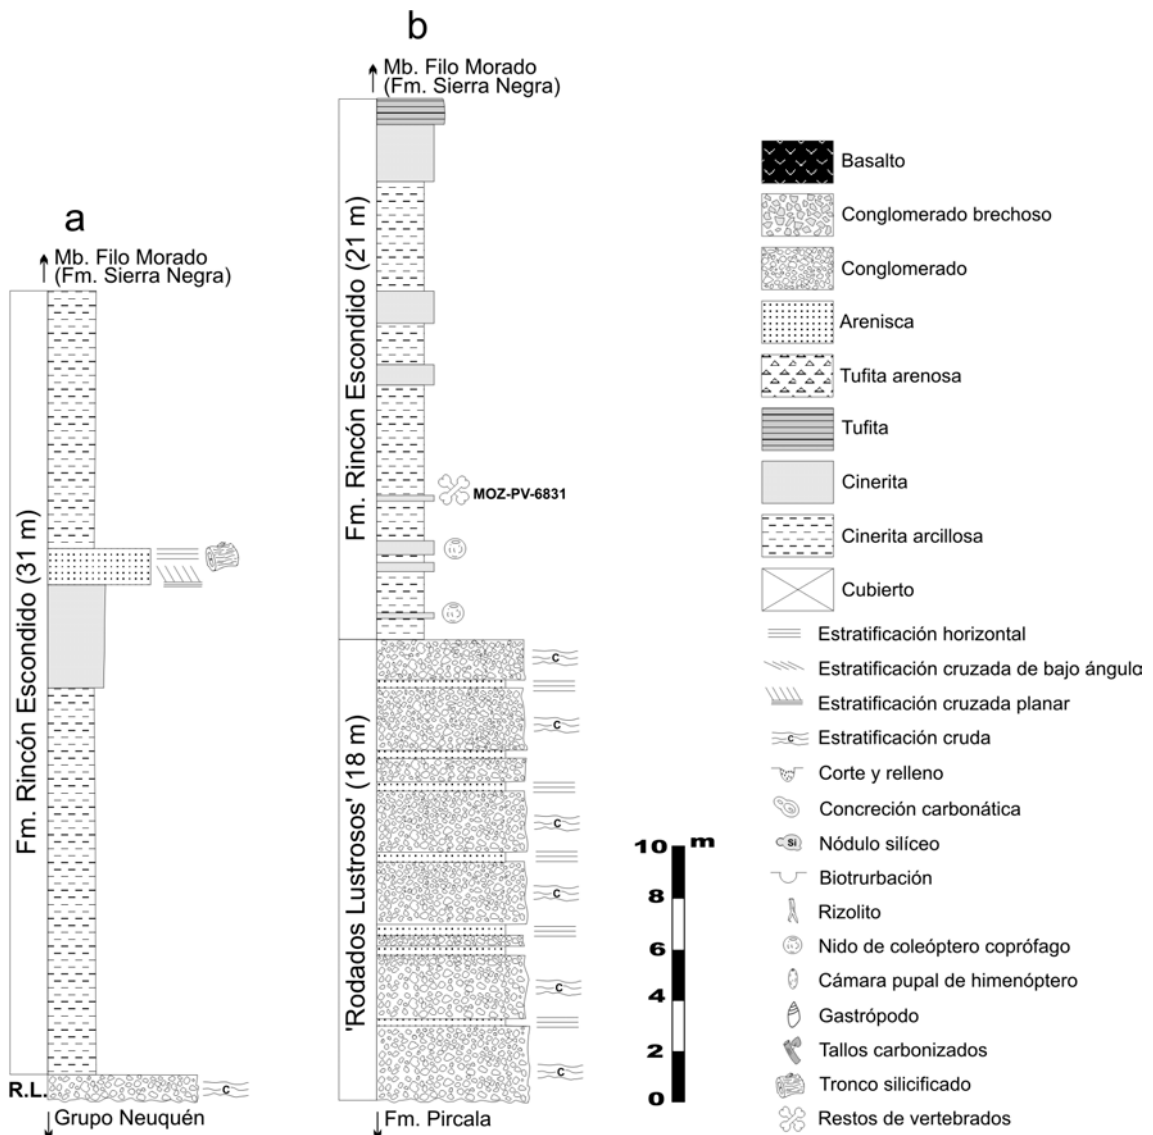 a
Mb. Filo Morado
(Fm. Sierra Negra)
Fm. Rincón Escondido (31 m)
R.L.
c
Grupo Neuquén
b
Mb. Filo Morado
(Fm. Sierra Negra)
Fm. Rincón Escondido (21 m)
MOZ-PV-6831
'Rodados Lustrosos' (18 m)
c
c
c
c
c
c
Fm. Pircala
10 m
8
6
4
2
0
Basalto
Conglomerado brechoso
Conglomerado
Arenisca
Tufita arenosa
Tufita
Cinerita
Cinerita arcillosa
Cubierto
Estratificación horizontal
Estratificación cruzada de bajo ángulo
Estratificación cruzada planar
c
Estratificación cruda
Corte y relleno
Concreción carbonática
Si
Nódulo silíceo
Biotrurbación
Rizolito
Nido de coleóptero coprófago
Cámara pupal de himenóptero
Gastrópodo
Tallos carbonizados
Tronco silicificado
Restos de vertebrados